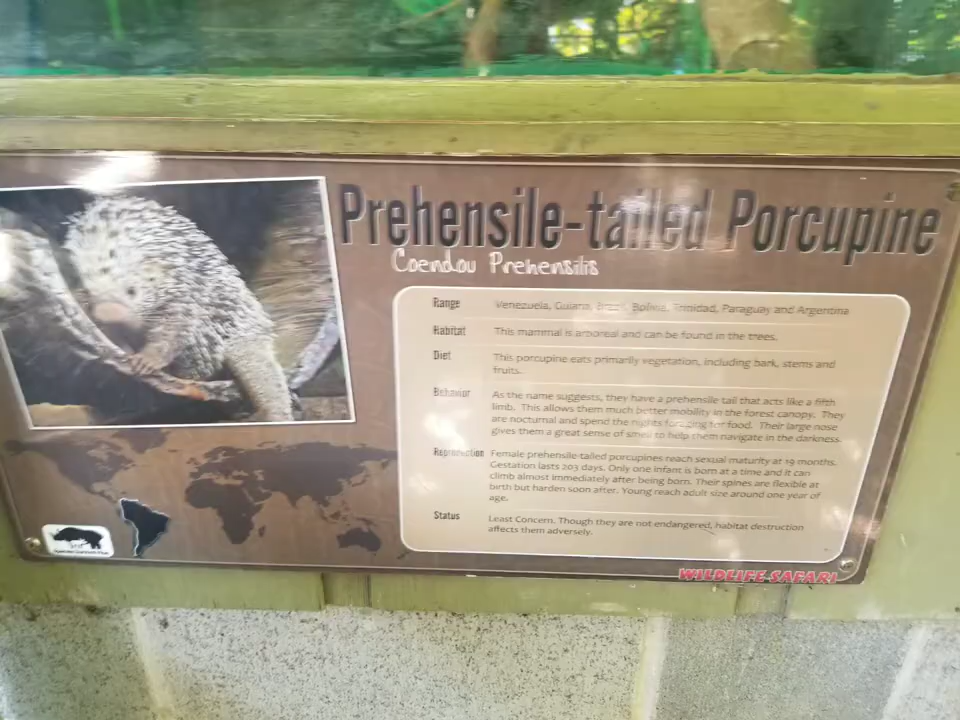 Prehensile-tailed Porcupine
Coendou Prehensilis
Range Venezuela, Guiana, Brazil, Bolivia, Trinidad, Paraguay and Argentina
Habitat This mammal is arboreal and can be found in the trees.
Diet This porcupine eats primarily vegetation, including bark, stems and
fruits.
Behavior As the name suggests, they have a prehensile tail that acts like a fifth
limb. This allows them much better mobility in the forest canopy. They
are nocturnal and spend the nights foraging for food. Their large nose
gives them a great sense of smell to help them navigate in the darkness.
Reproduction Female prehensile-tailed porcupines reach sexual maturity at 19 months.
Gestation lasts 203 days. Only one infant is born at a time and it can
climb almost immediately after being born. Their spines are flexible at
birth but harden soon after. Young reach adult size around one year of
age.
Status Least Concern. Though they are not endangered, habitat destruction
affects them adversely.
WILDLIFE SAFARI